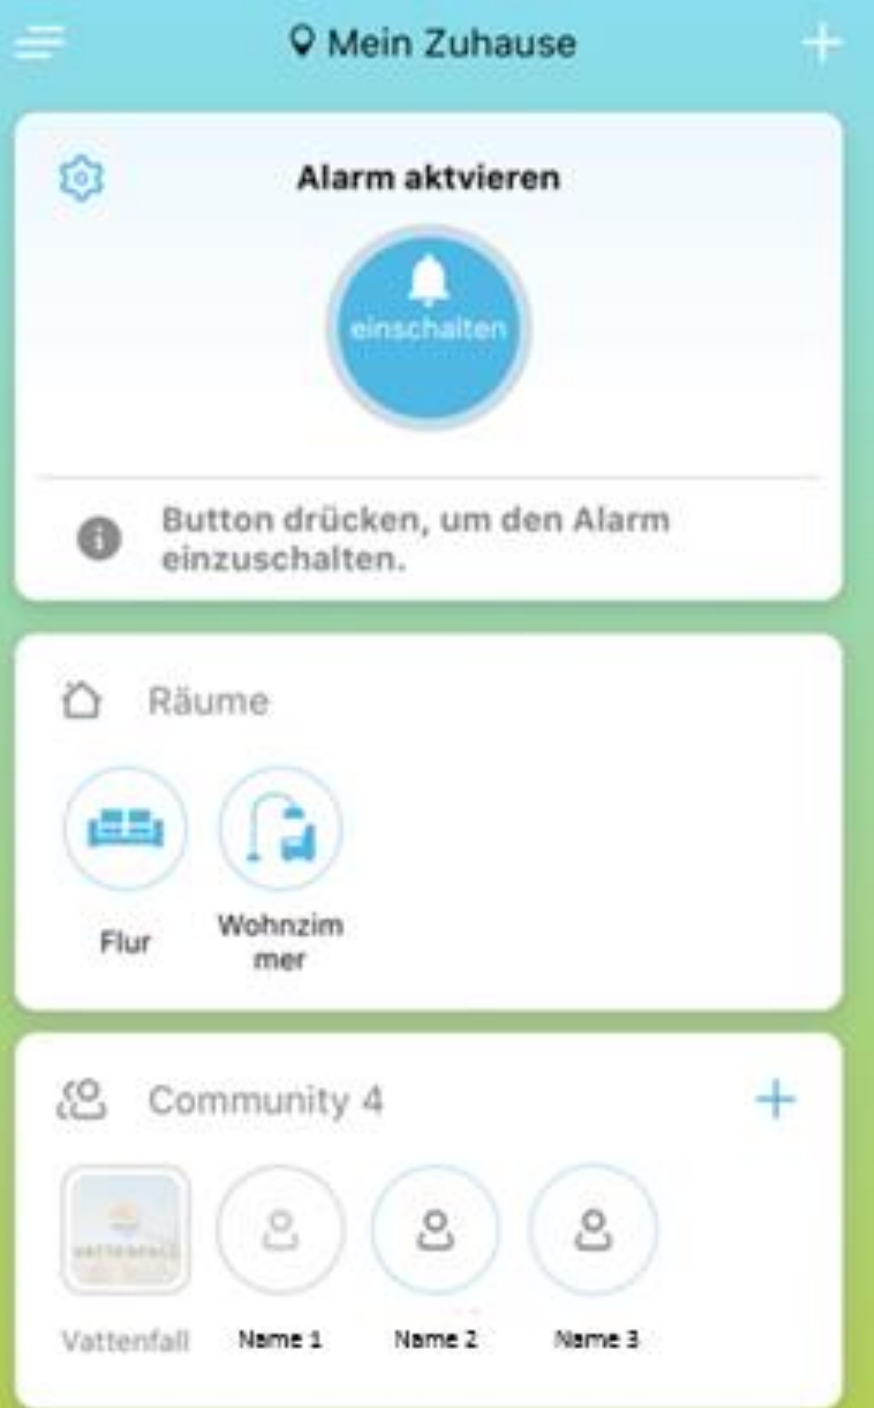 Mein Zuhause
Alarm aktvieren
einschalten
Button drücken, um den Alarm
einzuschalten.
Räume
Flur
Wohnzim
mer
Community 4
VATTENFALL
Vattenfall
Name 1
Name 2
Name 3